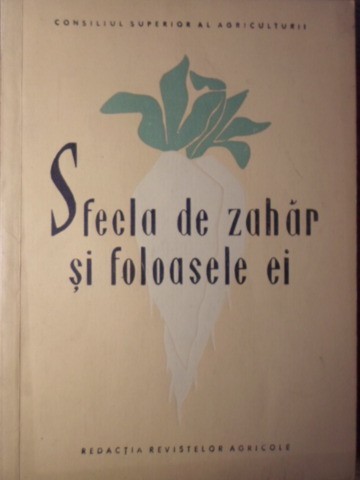 CONSILIUL SUPERIOR AL AGRICULTURII
Sfecla de zahăr
și foloasele ei
REDACȚIA REVISTELOR AGRICOLE